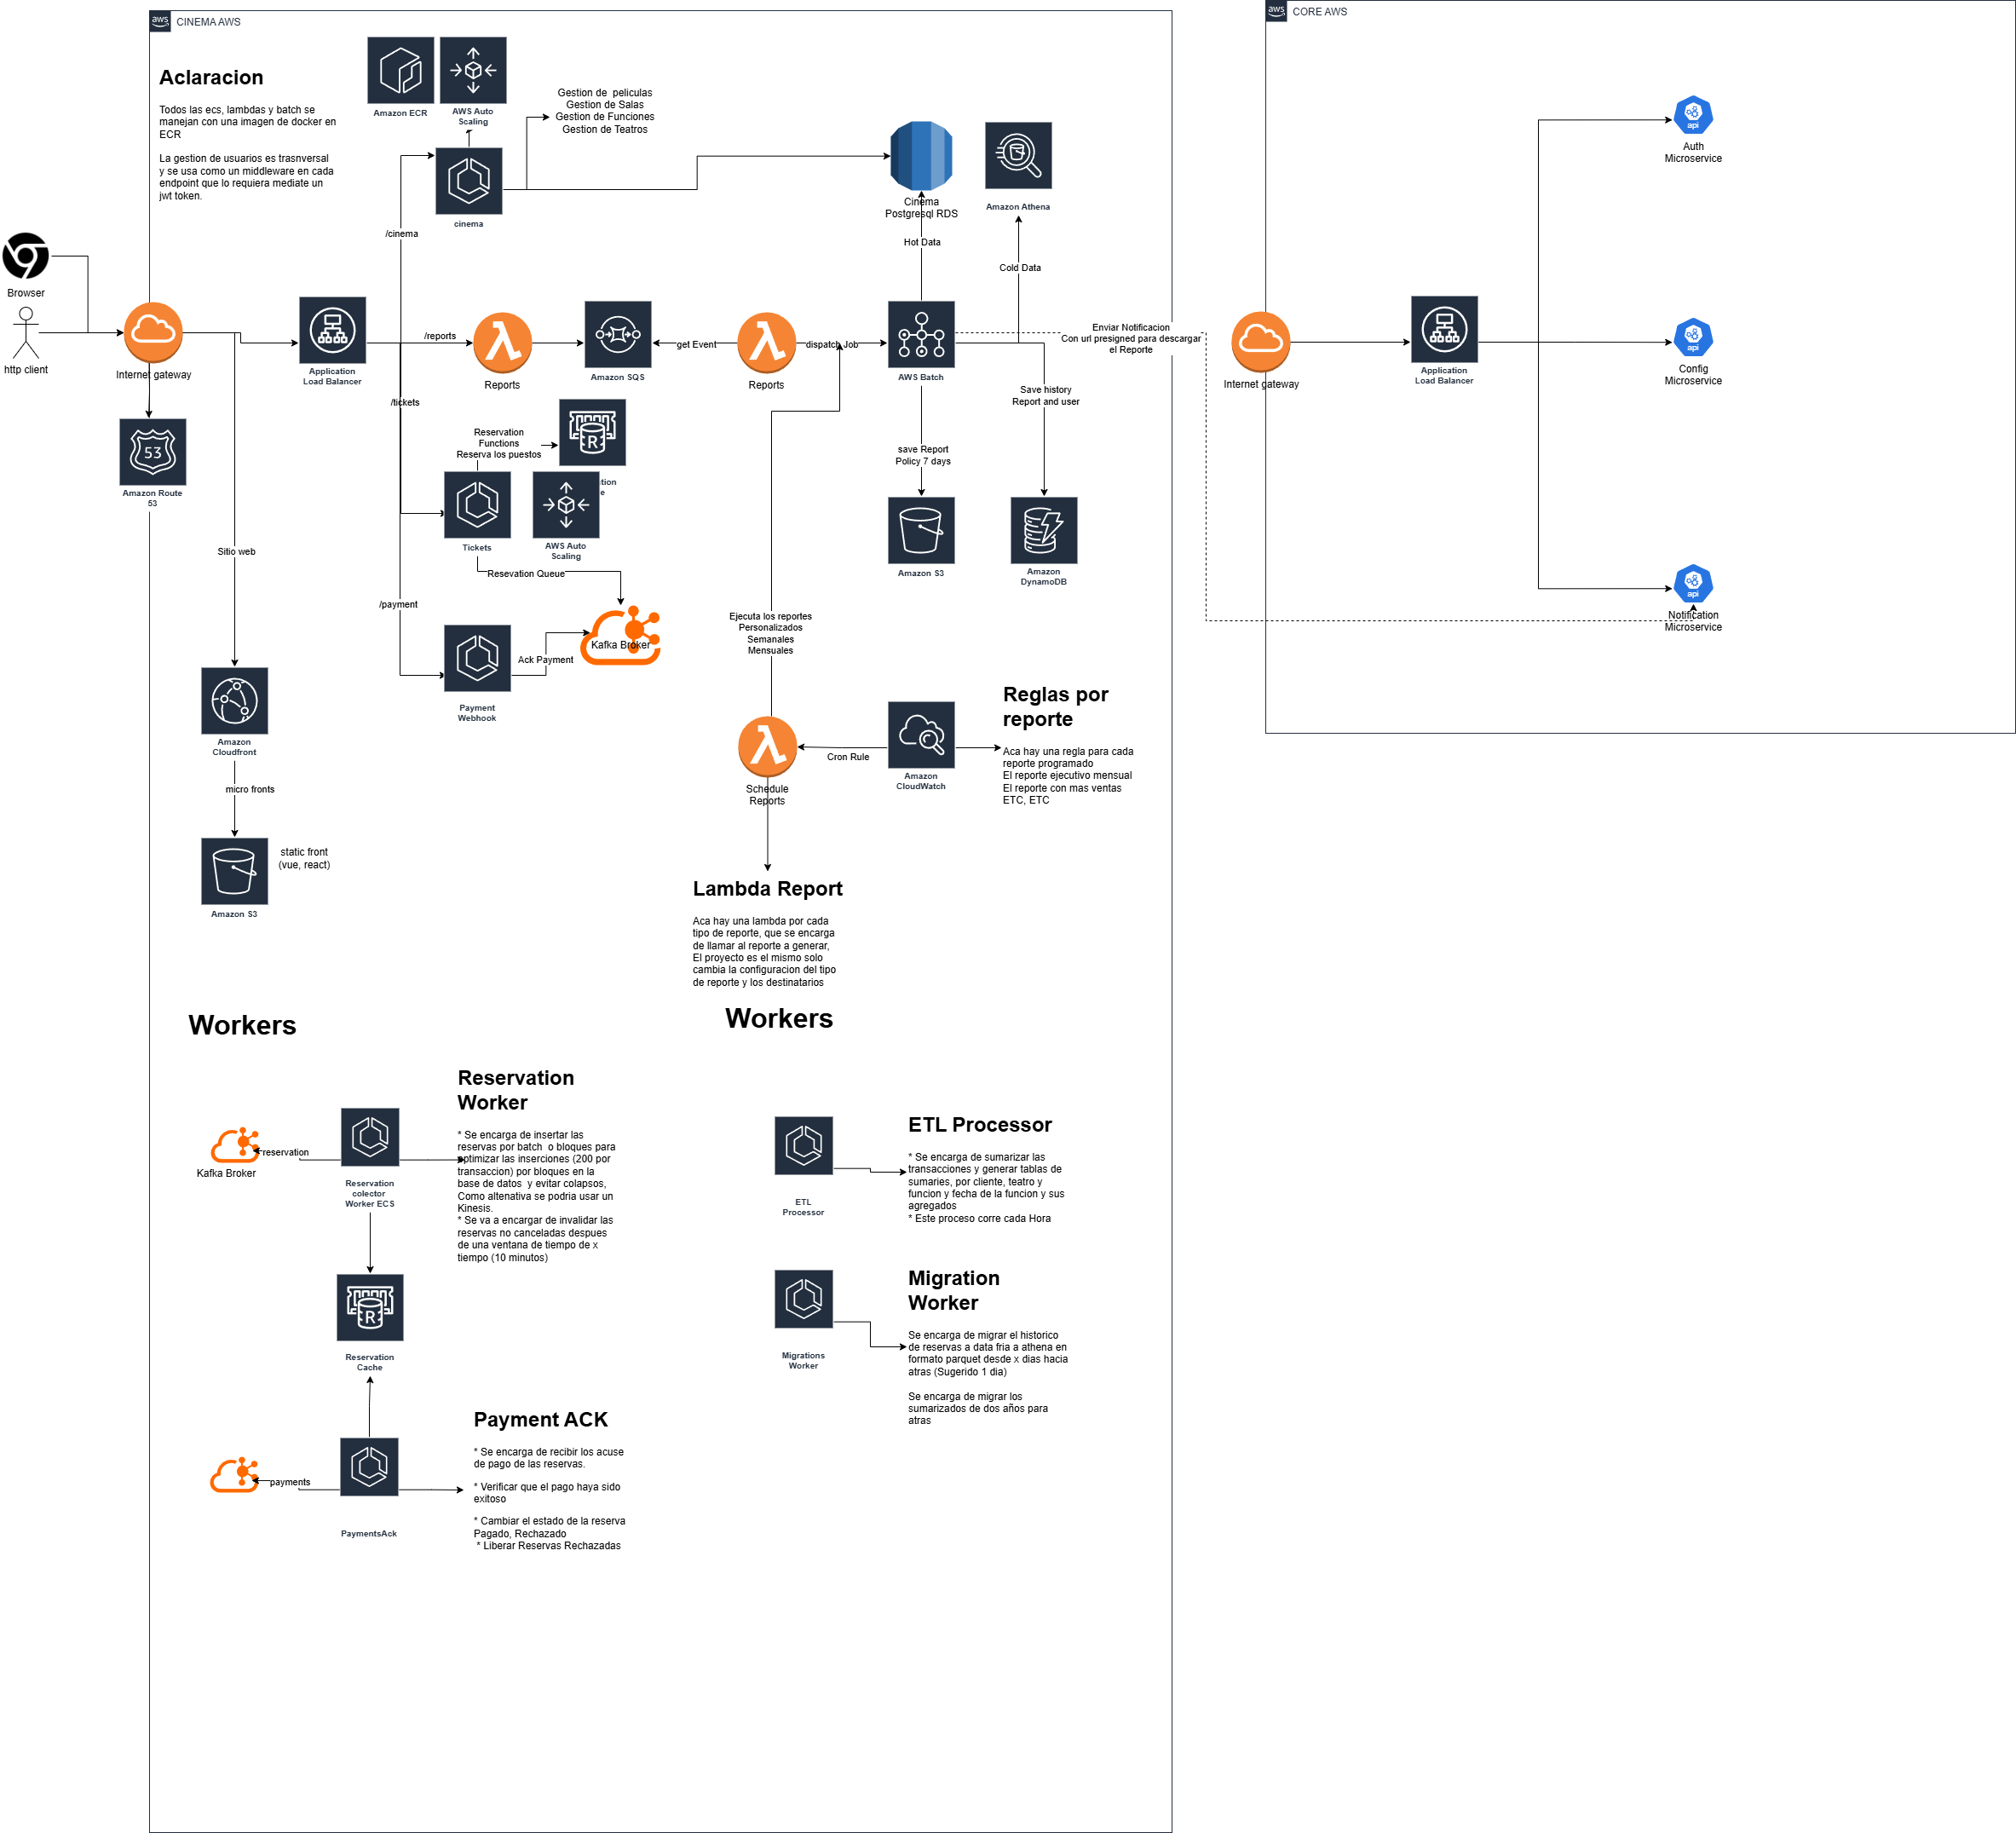 aws
CINEMA AWS
aws
CORE AWS
Aclaracion
Todos las ecs, lambdas y batch se
manejan con una imagen de docker en
ECR
La gestion de usuarios es trasnversal
y se usa como un middleware en cada
endpoint que lo requiera mediate un
jwt token.
Amazon ECR
AWS Auto
Scaling
Gestion de  peliculas
Gestion de Salas
Gestion de Funciones
Gestion de Teatros
cinema
Cinema
Postgresql RDS
Amazon Athena
Hot Data
Cold Data
/cinema
Browser
http client
Internet gateway
Application
Load Balancer
/reports
Reports
Amazon SQS
get Event
Reports
dispatch Job
AWS Batch
Enviar Notificacion
Con url presigned para descargar
el Reporte
Save history
Report and user
save Report
Policy 7 days
Amazon S3
Amazon
DynamoDB
53
Amazon Route
53
/tickets
Reservation
Functions
Reserva los puestos
R
tion
e
Tickets
AWS Auto
Scaling
Resevation Queue
Sitio web
/payment
Kafka Broker
Ack Payment
Payment
Webhook
Ejecuta los reportes
Personalizados
Semanales
Mensuales
Amazon
Cloudfront
micro fronts
static front
(vue, react)
Amazon S3
Schedule
Reports
Cron Rule
Amazon
CloudWatch
Reglas por
reporte
Aca hay una regla para cada
reporte programado
El reporte ejecutivo mensual
El reporte con mas ventas
ETC, ETC
Lambda Report
Aca hay una lambda por cada
tipo de reporte, que se encarga
de llamar al reporte a generar,
El proyecto es el mismo solo
cambia la configuracion del tipo
de reporte y los destinatarios
Internet gateway
Application
Load Balancer
api
Auth
Microservice
api
Config
Microservice
api
Notification
Microservice
Workers
Reservation
Worker
* Se encarga de insertar las
reservas por batch  o bloques para
optimizar las inserciones (200 por
transaccion) por bloques en la
base de datos  y evitar colapsos,
Como altenativa se podria usar un
Kinesis.
* Se va a encargar de invalidar las
reservas no canceladas despues
de una ventana de tiempo de x
tiempo (10 minutos)
reservation
Kafka Broker
Reservation
colector
Worker ECS
R
Reservation
Cache
Payment ACK
* Se encarga de recibir los acuse
de pago de las reservas.
* Verificar que el pago haya sido
exitoso
* Cambiar el estado de la reserva
Pagado, Rechazado
* Liberar Reservas Rechazadas
payments
PaymentsAck
Workers
ETL Processor
* Se encarga de sumarizar las
transacciones y generar tablas de
sumaries, por cliente, teatro y
funcion y fecha de la funcion y sus
agregados
* Este proceso corre cada Hora
ETL
Processor
Migration
Worker
Se encarga de migrar el historico
de reservas a data fria a athena en
formato parquet desde x dias hacia
atras (Sugerido 1 dia)
Se encarga de migrar los
sumarizados de dos años para
atras
Migrations
Worker